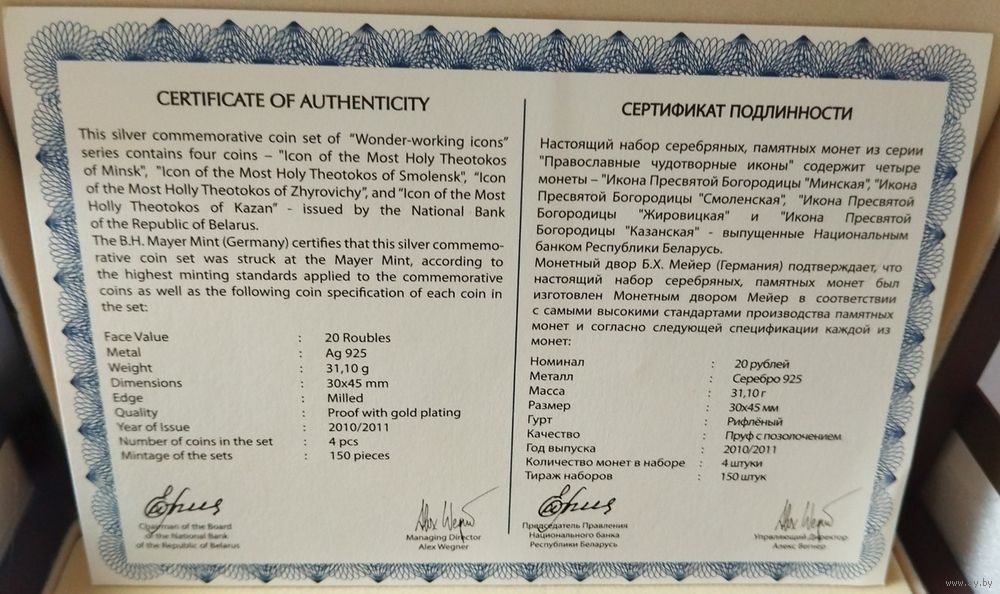 CERTIFICATE OF AUTHENTICITY
This silver commemorative coin set of "Wonder-working icons"
series contains four coins – "Icon of the Most Holy Theotokos
of Minsk", "Icon of the Most Holy Theotokos of Smolensk", "Icon
of the Most Holly Theotokos of Zhyrovichy", and "Icon of the Most
Holly Theotokos of Kazan" - issued by the National Bank
of the Republic of Belarus.
The B.H. Mayer Mint (Germany) certifies that this silver commemo-
rative coin set was struck at the Mayer Mint, according to
the highest minting standards applied to the commemorative
coins as well as the following coin specification of each coin in
the set:
Face Value : 20 Roubles
Metal : Ag 925
Weight : 31,10 g
Dimensions : 30x45 mm
Edge : Milled
Quality : Proof with gold plating
Year of Issue : 2010/2011
Number of coins in the set : 4 pcs
Mintage of the sets : 150 pieces
Chairman of the Board
of the National Bank
of the Republic of Belarus
Managing Director
Alex Wegner
СЕРТИФИКАТ ПОДЛИННОСТИ
Настоящий набор серебряных, памятных монет из серии
"Православные чудотворные иконы" содержит четыре
монеты – "Икона Пресвятой Богородицы "Минская", "Икона
Пресвятой Богородицы "Смоленская", "Икона Пресвятой
Богородицы "Жировицкая" и "Икона Пресвятой
Богородицы "Казанская" - выпущенные Национальным
банком Республики Беларусь.
Монетный двор Б.Х. Мейер (Германия) подтверждает, что
настоящий набор серебряных, памятных монет был
изготовлен Монетным двором Мейер в соответствии
с самыми высокими стандартами производства памятных
монет и согласно следующей спецификации каждой из
монет:
Номинал : 20 рублей
Металл : Серебро 925
Масса : 31,10 г
Размер : 30x45 мм
Гурт : Рифлёный
Качество : Пруф с позолочением
Год выпуска : 2010/2011
Количество монет в наборе : 4 штуки
Тираж наборов : 150 штук
Председатель Правления
Национального банка
Республики Беларусь
Управляющий Директор
Алекс Вегнер
www.ay.by